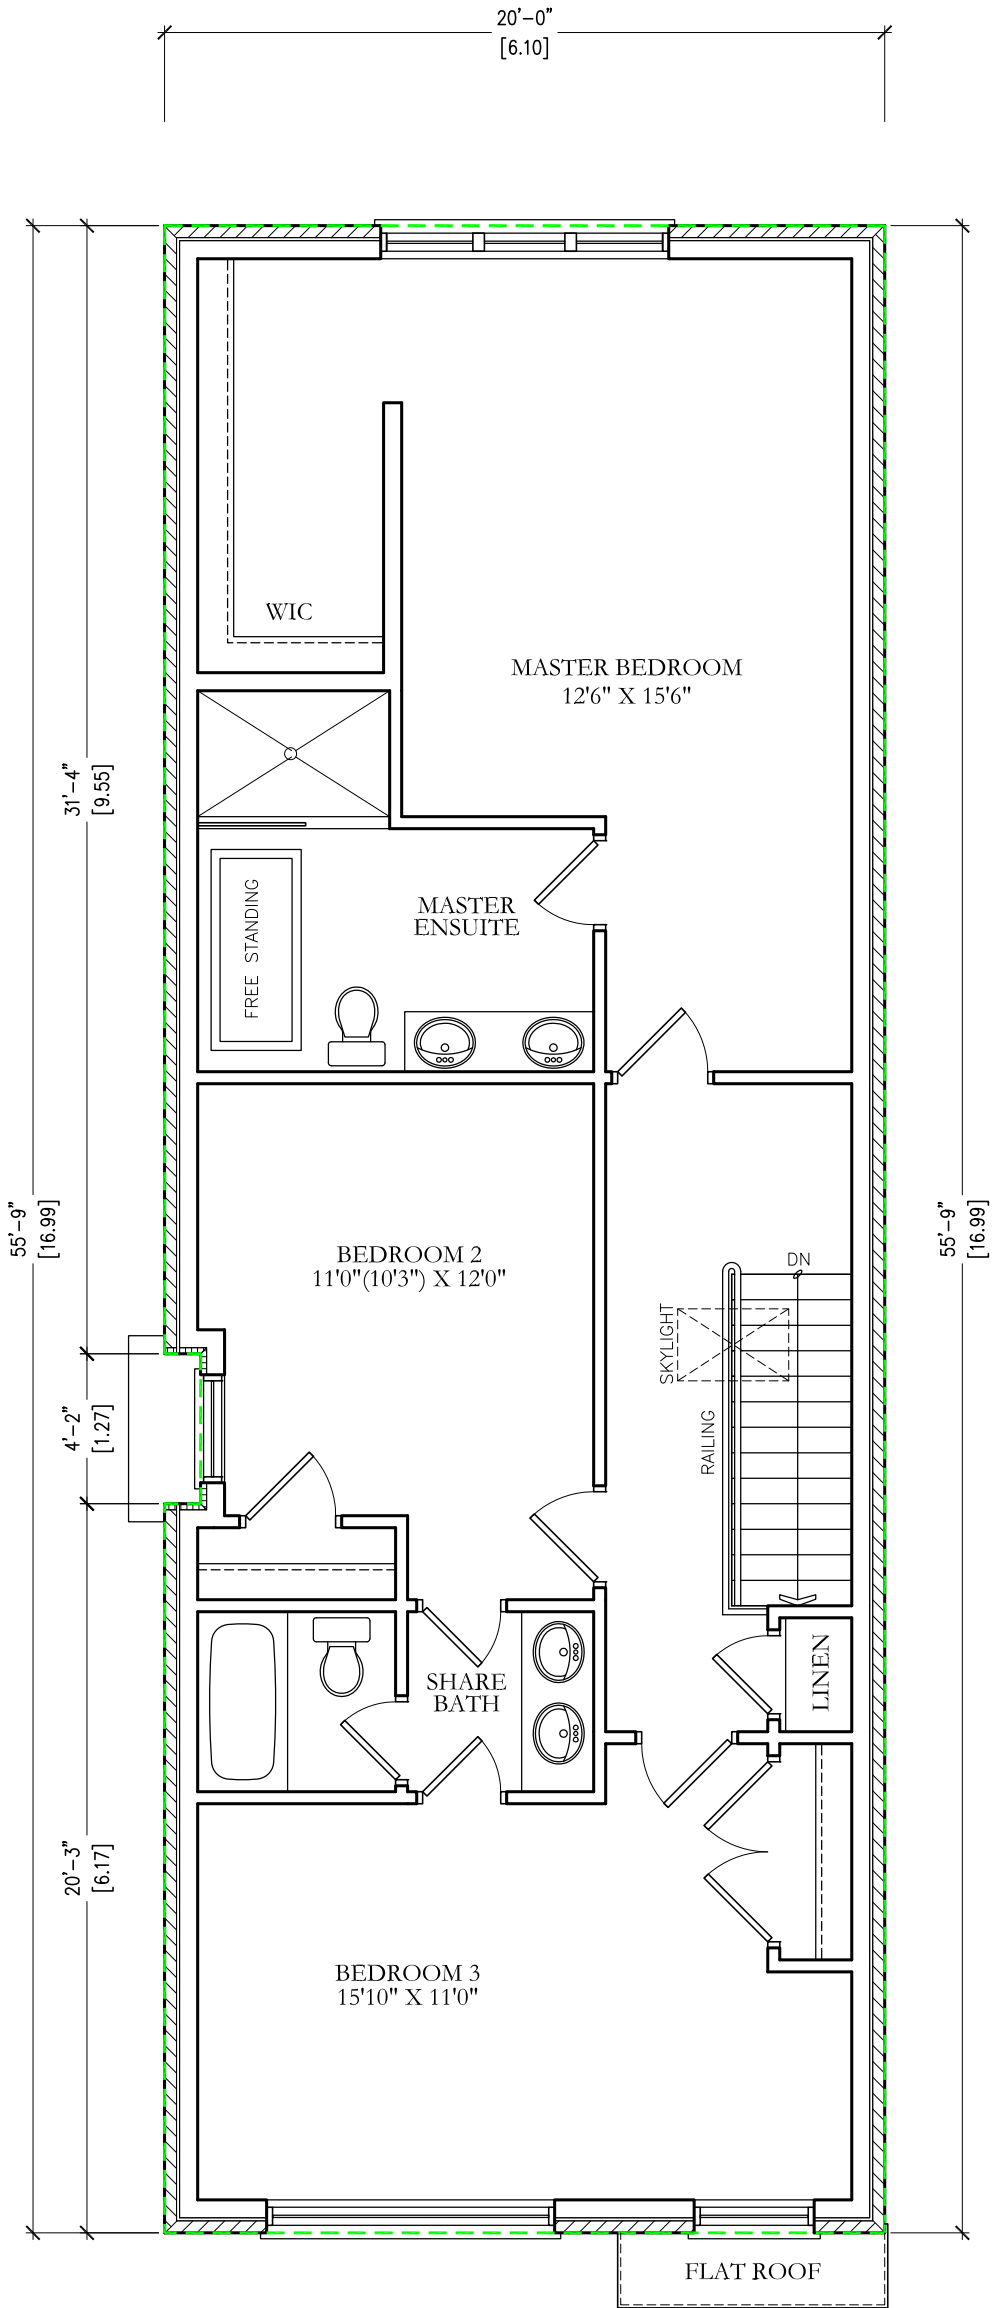 20'-0"
[6.10]
WIC
MASTER BEDROOM
12'6" X 15'6"
31'-4"
[9.55]
FREE STANDING
MASTER
ENSUITE
55'-9"
[16.99]
55'-9"
[16.99]
BEDROOM 2
11'0"(10'3") X 12'0"
DN
SKYLIGHT
RAILING
4'-2"
[1.27]
LINEN
SHARE
BATH
20'-3"
[6.17]
BEDROOM 3
15'10" X 11'0"
FLAT ROOF